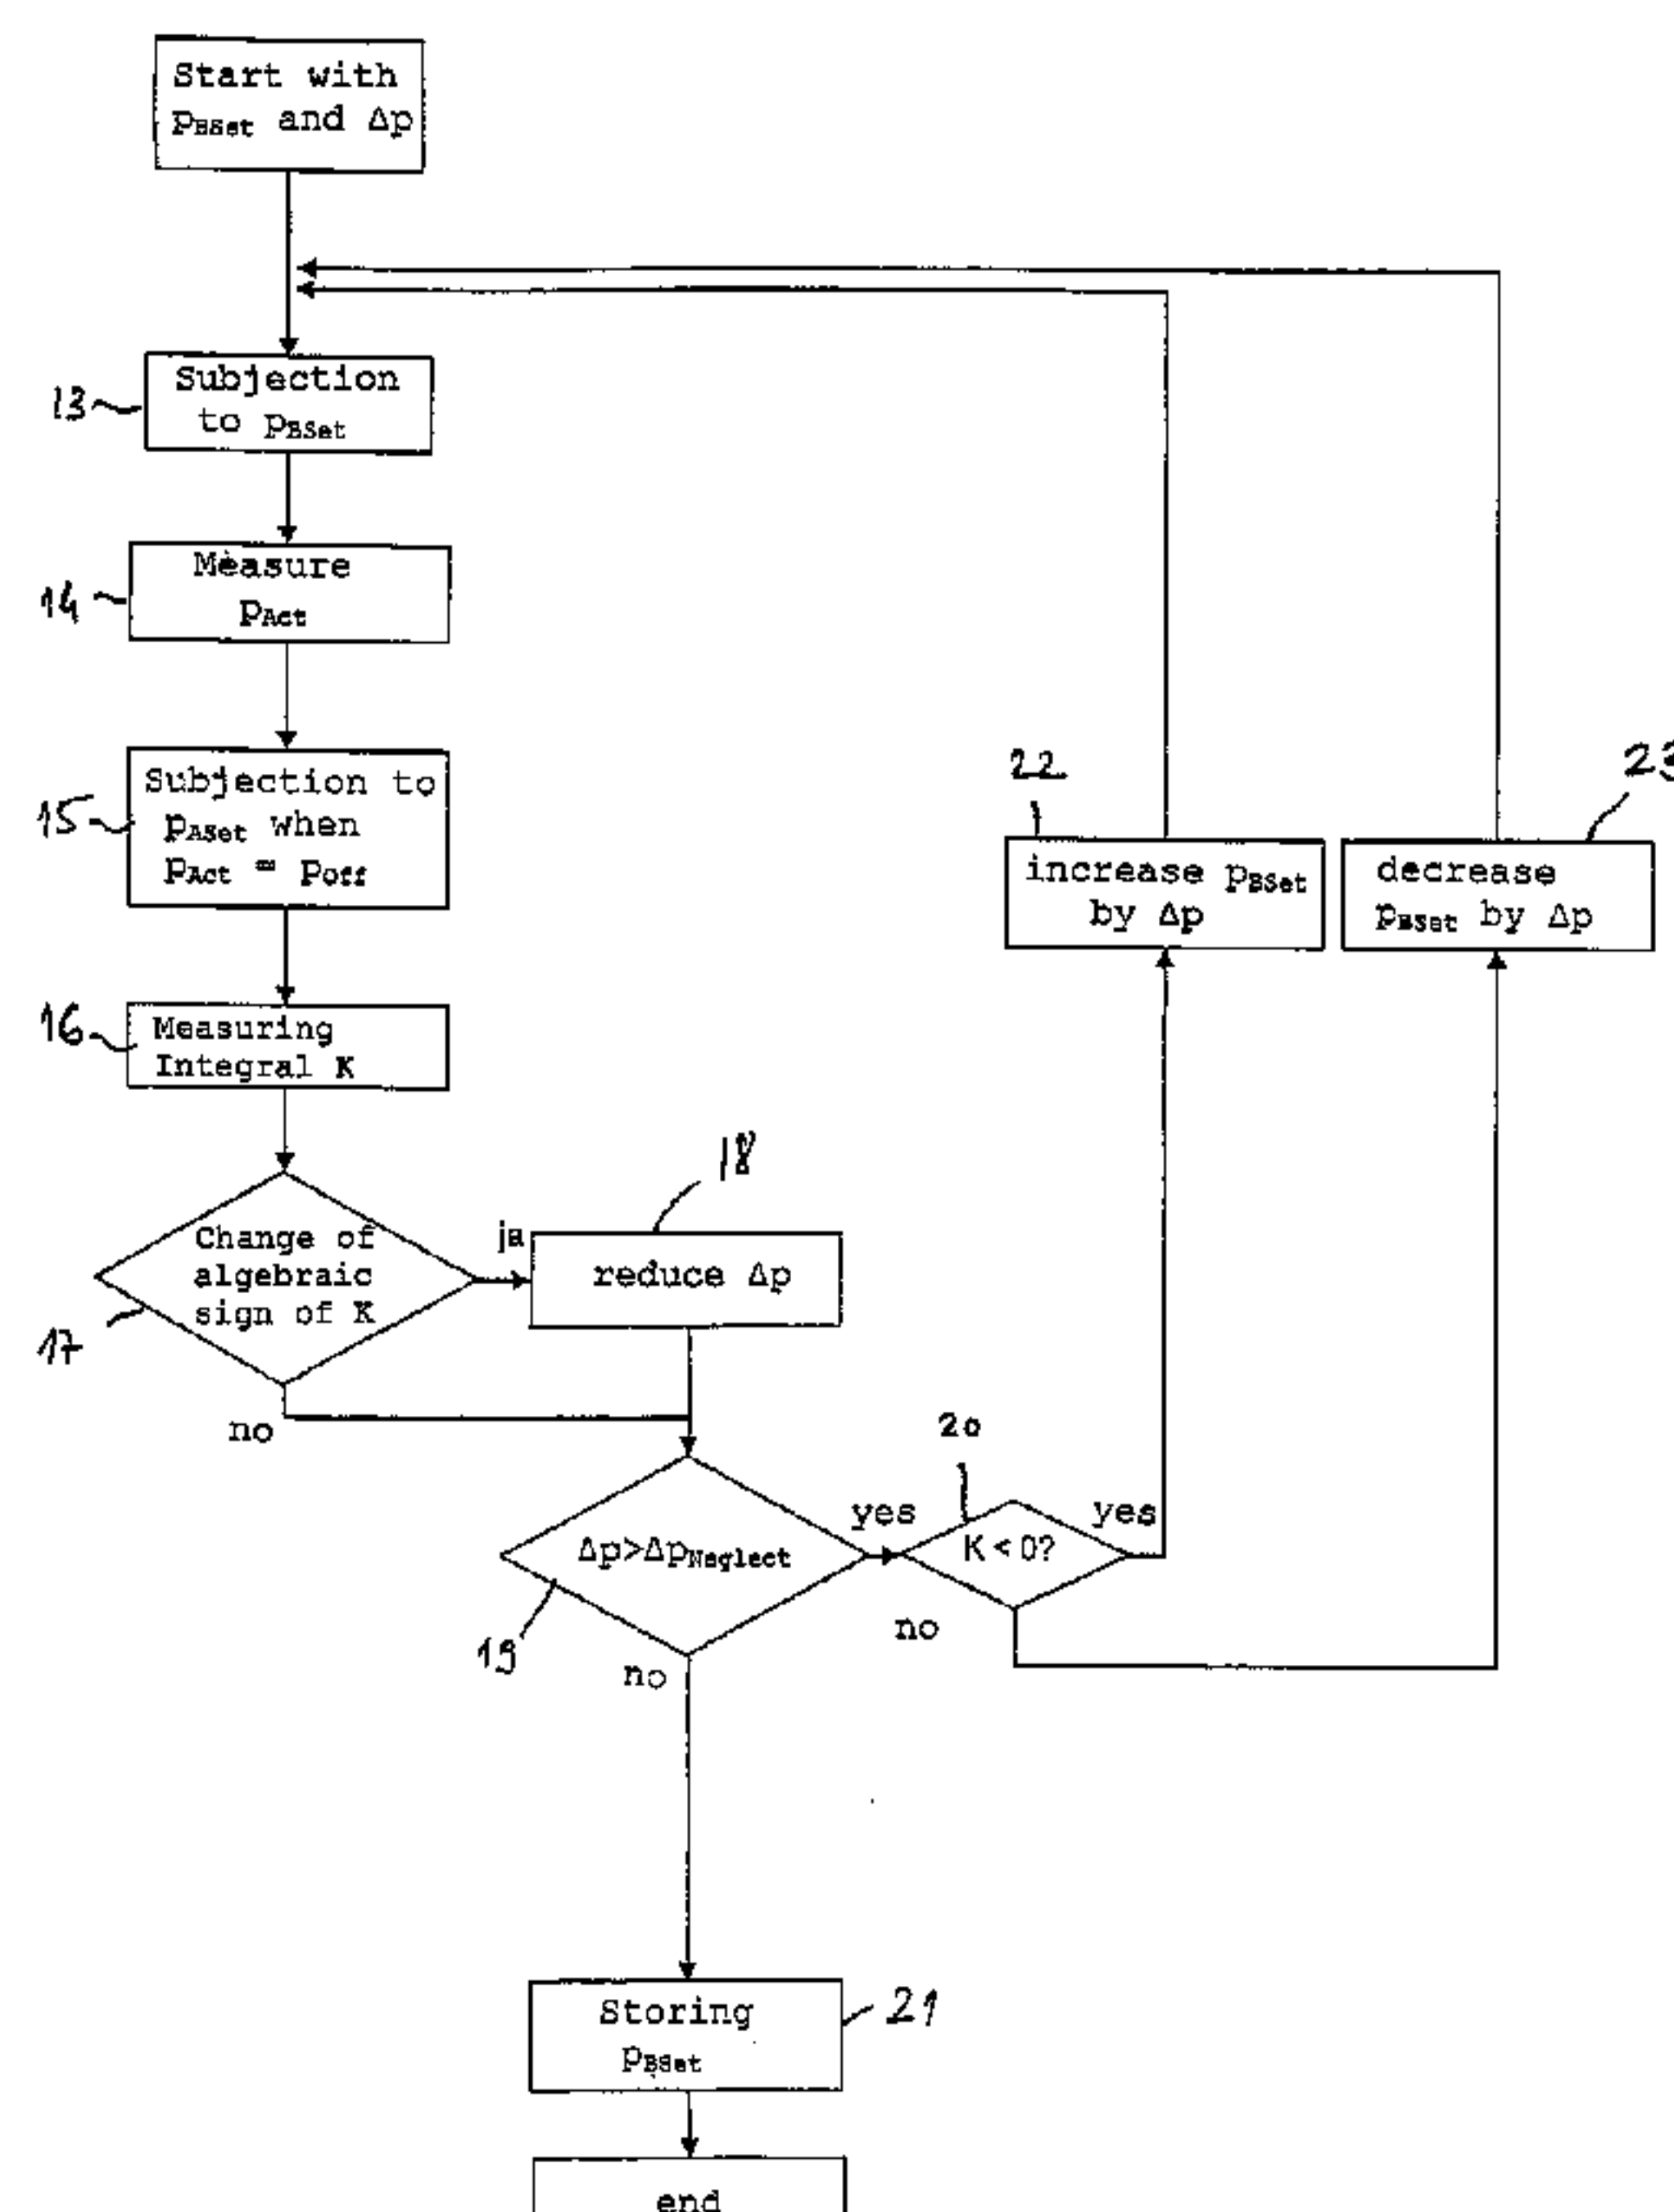 Start with
pBSet and Δp
13
Subjection
to pBSet
14
Measure
pAct
15
Subjection to
pASet when
pAct = pOff
16
Measuring
Integral K
17
Change of
algebraic
sign of K
ja
no
18
reduce Δp
19
Δp>ΔpNeglect
yes
no
20
K<0?
yes
no
22
increase pBSet
by Δp
23
decrease
pBSet by Δp
21
Storing
pBSet
end